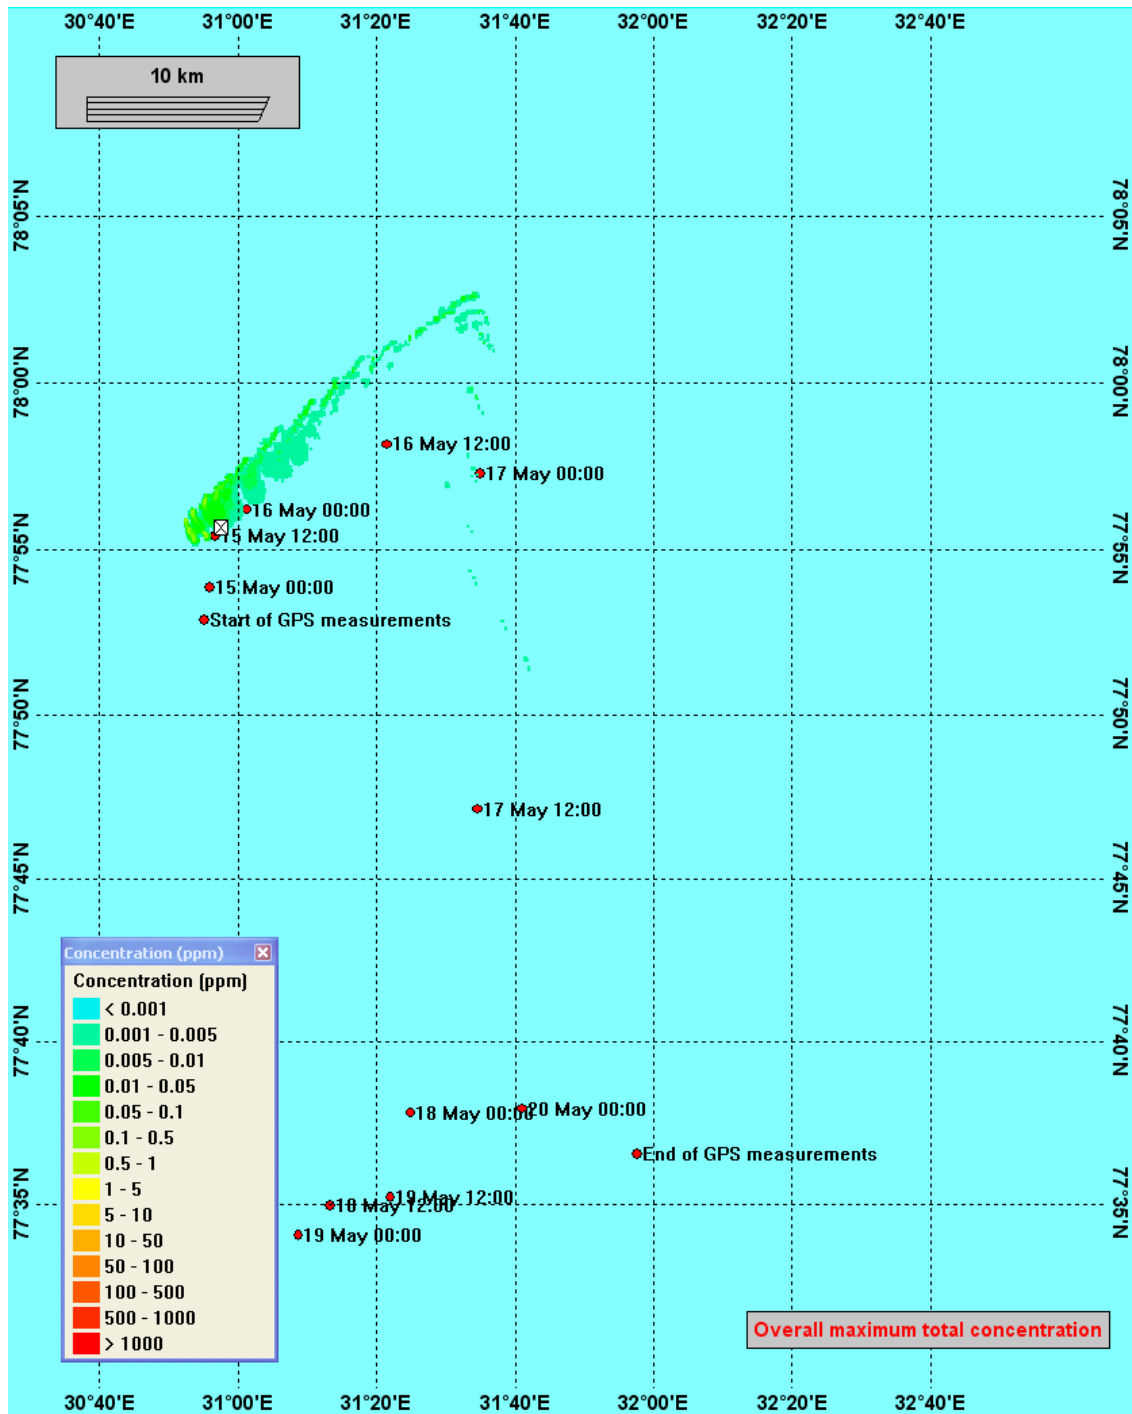 30°40'E 31°00'E 31°20'E 31°40'E 32°00'E 32°20'E 32°40'E
10 km
78°05'N 78°05'N
78°00'N 78°00'N
16 May 12:00
17 May 00:00
16 May 00:00
15 May 12:00
77°55'N 77°55'N
15 May 00:00
Start of GPS measurements
77°50'N 77°50'N
17 May 12:00
77°45'N 77°45'N
Concentration (ppm)
Concentration (ppm)
< 0.001
0.001 - 0.005
0.005 - 0.01
0.01 - 0.05
0.05 - 0.1
0.1 - 0.5
0.5 - 1
1 - 5
5 - 10
10 - 50
50 - 100
100 - 500
500 - 1000
> 1000
77°40'N 77°40'N
18 May 00:00
20 May 00:00
End of GPS measurements
19 May 12:00
18 May 12:00
77°35'N 77°35'N
19 May 00:00
Overall maximum total concentration
30°40'E 31°00'E 31°20'E 31°40'E 32°00'E 32°20'E 32°40'E